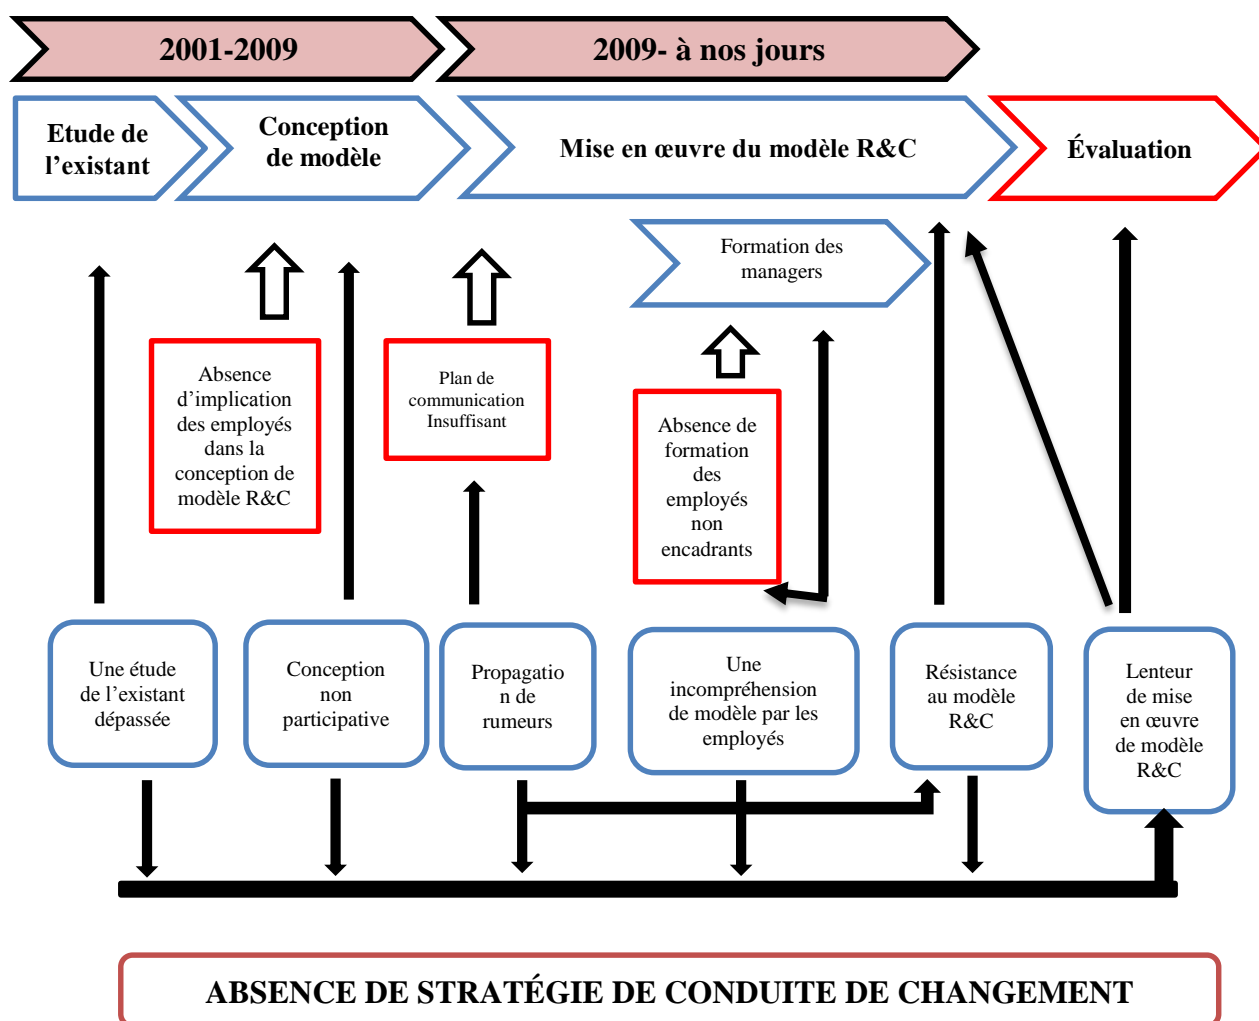 2001-2009
2009- à nos jours
Etude de
l’existant
Conception
de modèle
Mise en œuvre du modèle R&C
Évaluation
Formation des
managers
Absence
d’implication
des employés
dans la
conception de
modèle R&C
Plan de
communication
Insuffisant
Absence de
formation
des
employés
non
encadrants
Une étude
de l’existant
dépassée
Conception
non
participative
Propagatio
n de
rumeurs
Une
incompréhension
de modèle par les
employés
Résistance
au modèle
R&C
Lenteur
de mise
en œuvre
de modèle
R&C
ABSENCE DE STRATÉGIE DE CONDUITE DE CHANGEMENT